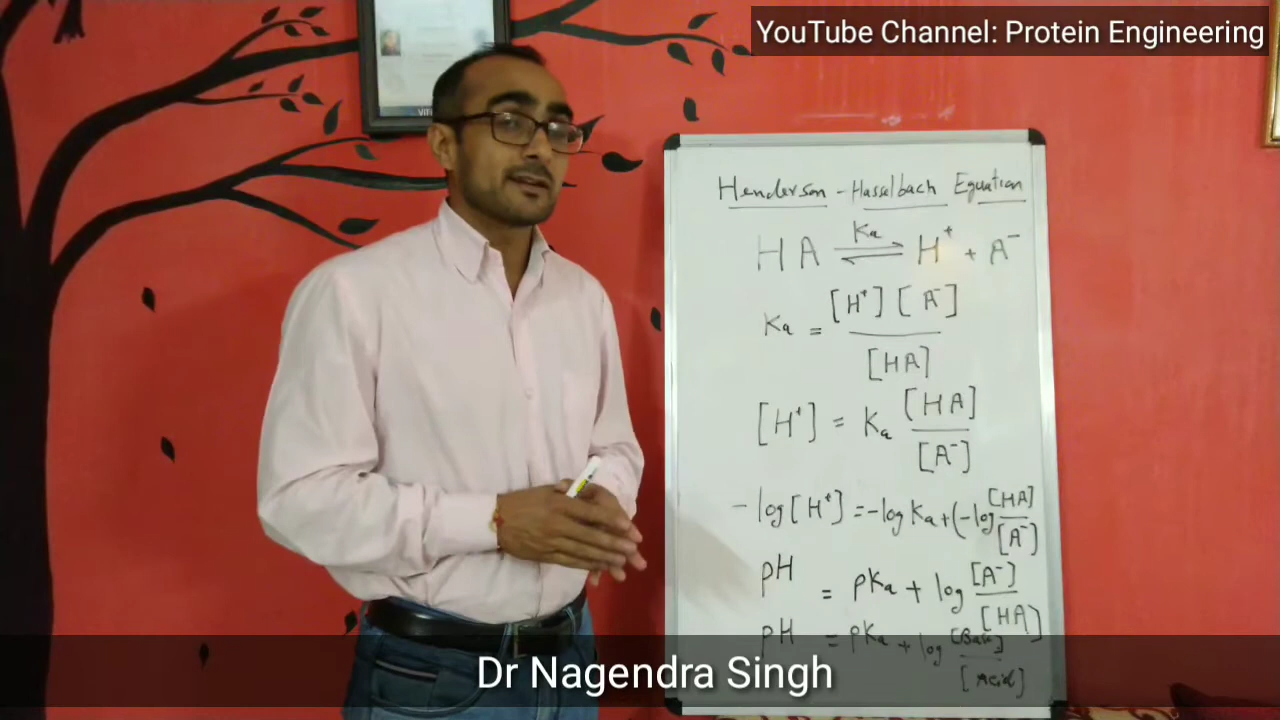 YouTube Channel: Protein Engineering
Henderson - Hasselbach Equation
HA ⇌ H⁺ + A⁻
Ka
Ka = [H⁺] [A⁻]
[HA]
[H⁺] = Ka [HA]
[A⁻]
- log [H⁺] = - log Ka + (- log [HA]
[A⁻]
pH = pKa + log [A⁻]
[HA]
pH = pKa + log [Base]
[Acid]
Dr Nagendra Singh